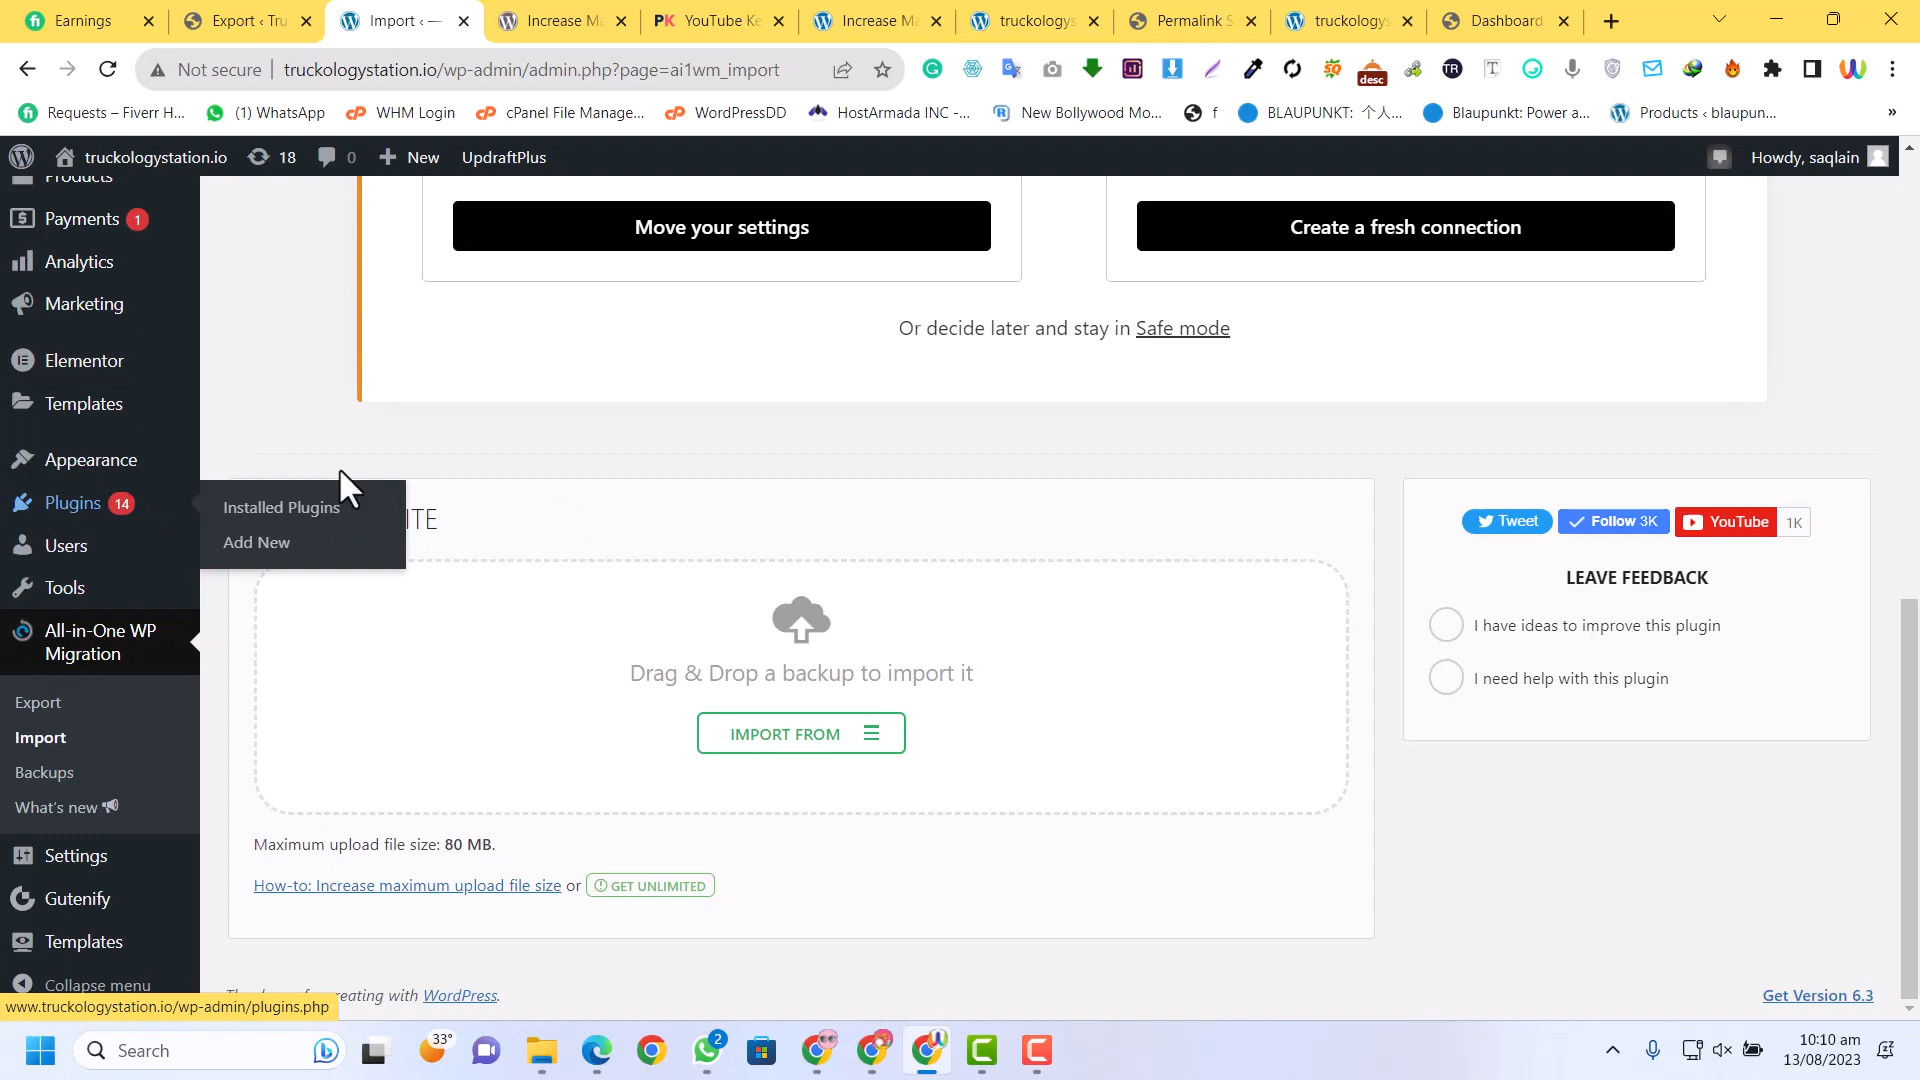 Earnings
Export ‹ Tru
Import ‹ —
Increase Ma
YouTube Ke
Increase Ma
truckologys
Permalink S
truckologys
Dashboard
Not secure
truckologystation.io/wp-admin/admin.php?page=ai1wm_import
desc
Requests – Fiverr H...
(1) WhatsApp
WHM Login
cPanel File Manage...
WordPressDD
HostArmada INC -...
New Bollywood Mo...
f
BLAUPUNKT: 个人...
Blaupunkt: Power a...
Products ‹ blaupun...
»
truckologystation.io
18
0
New
UpdraftPlus
Howdy, saqlain
Products
Payments 1
Analytics
Marketing
Elementor
Templates
Appearance
Plugins 14
Users
Tools
All-in-One WP
Migration
Export
Import
Backups
What's new
Settings
Gutenify
Templates
Collapse menu
Installed Plugins
Add New
Move your settings
Create a fresh connection
Or decide later and stay in Safe mode
ITE
Drag & Drop a backup to import it
IMPORT FROM
Maximum upload file size: 80 MB.
How-to: Increase maximum upload file size or GET UNLIMITED
Tweet
Follow 3K
YouTube 1K
LEAVE FEEDBACK
I have ideas to improve this plugin
I need help with this plugin
reating with WordPress.
Get Version 6.3
www.truckologystation.io/wp-admin/plugins.php
Search
33°
2
10:10 am
13/08/2023